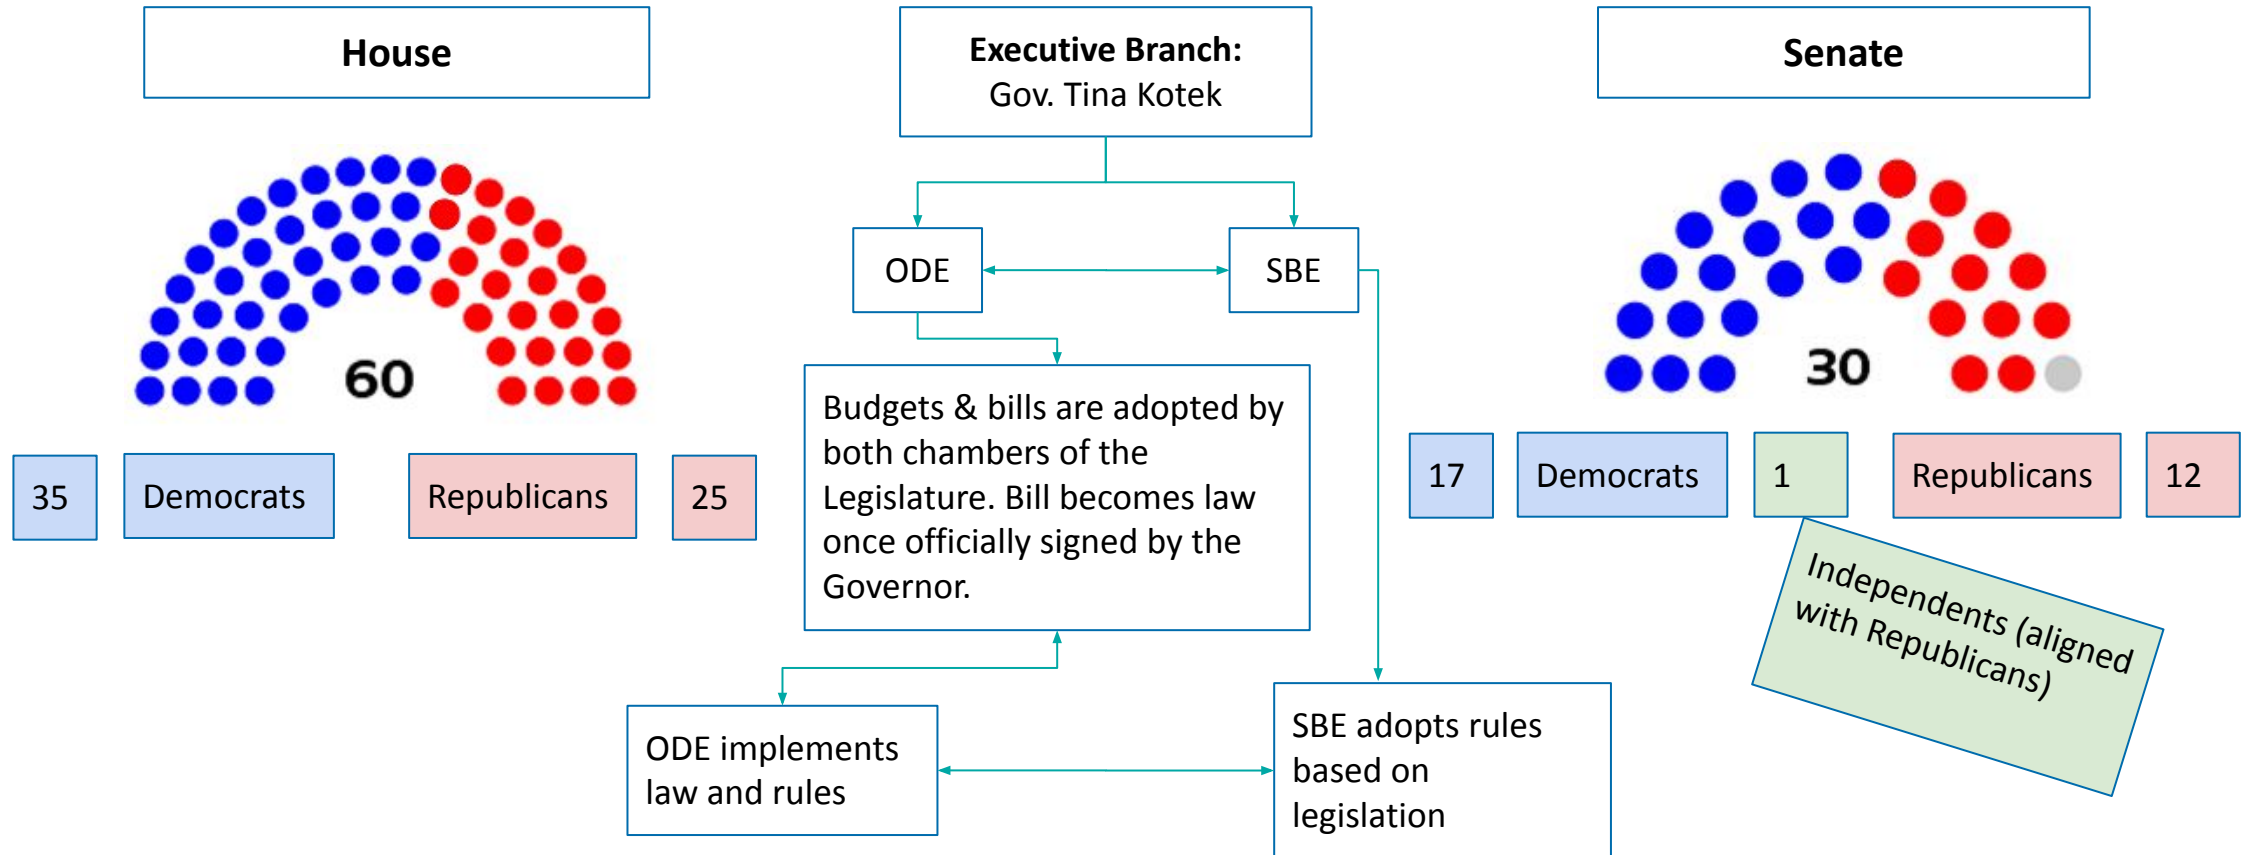 House
Executive Branch:
Gov. Tina Kotek
Senate
ODE
SBE
60
30
Budgets & bills are adopted by
both chambers of the
Legislature. Bill becomes law
once officially signed by the
Governor.
35
Democrats
Republicans
25
17
Democrats
1
Republicans
12
Independents (aligned
with Republicans)
ODE implements
law and rules
SBE adopts rules
based on
legislation